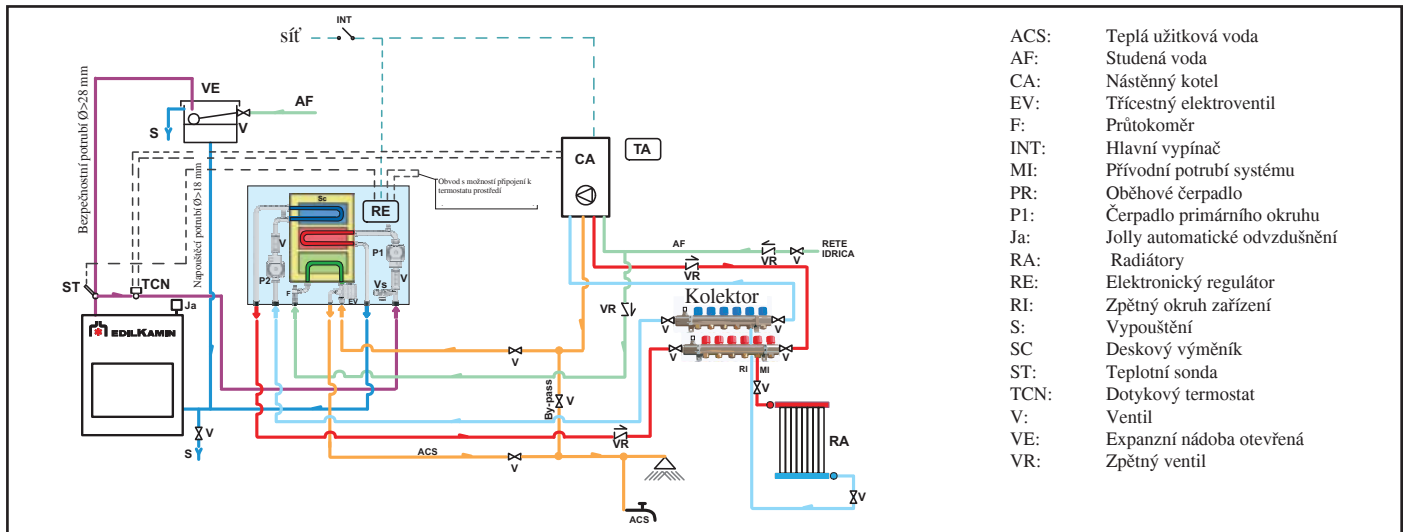 INT
síť
VE
AF
V
S
Bezpečnostní potrubí Ø>28 mm
Napouštěcí potrubí Ø>18 mm
CA
TA
Obvod s možností připojení k
termostatu prostředí
RE
Sc
V
P2
P1
V
Vs
F
EV
ST
TCN
Ja
EDILKAMIN
AF
VR
V
RETE
IDRICA
VR
VR
Kolektor
V
V
V
V
RI
MI
V
V
By-pass
V
VR
ACS
V
V
S
RA
V
ACS
ACS: Teplá užitková voda
AF: Studená voda
CA: Nástěnný kotel
EV: Třícestný elektroventil
F: Průtokoměr
INT: Hlavní vypínač
MI: Přívodní potrubí systému
PR: Oběhové čerpadlo
P1: Čerpadlo primárního okruhu
Ja: Jolly automatické odvzdušnění
RA: Radiátory
RE: Elektronický regulátor
RI: Zpětný okruh zařízení
S: Vypouštění
SC Deskový výměník
ST: Teplotní sonda
TCN: Dotykový termostat
V: Ventil
VE: Expanzní nádoba otevřená
VR: Zpětný ventil